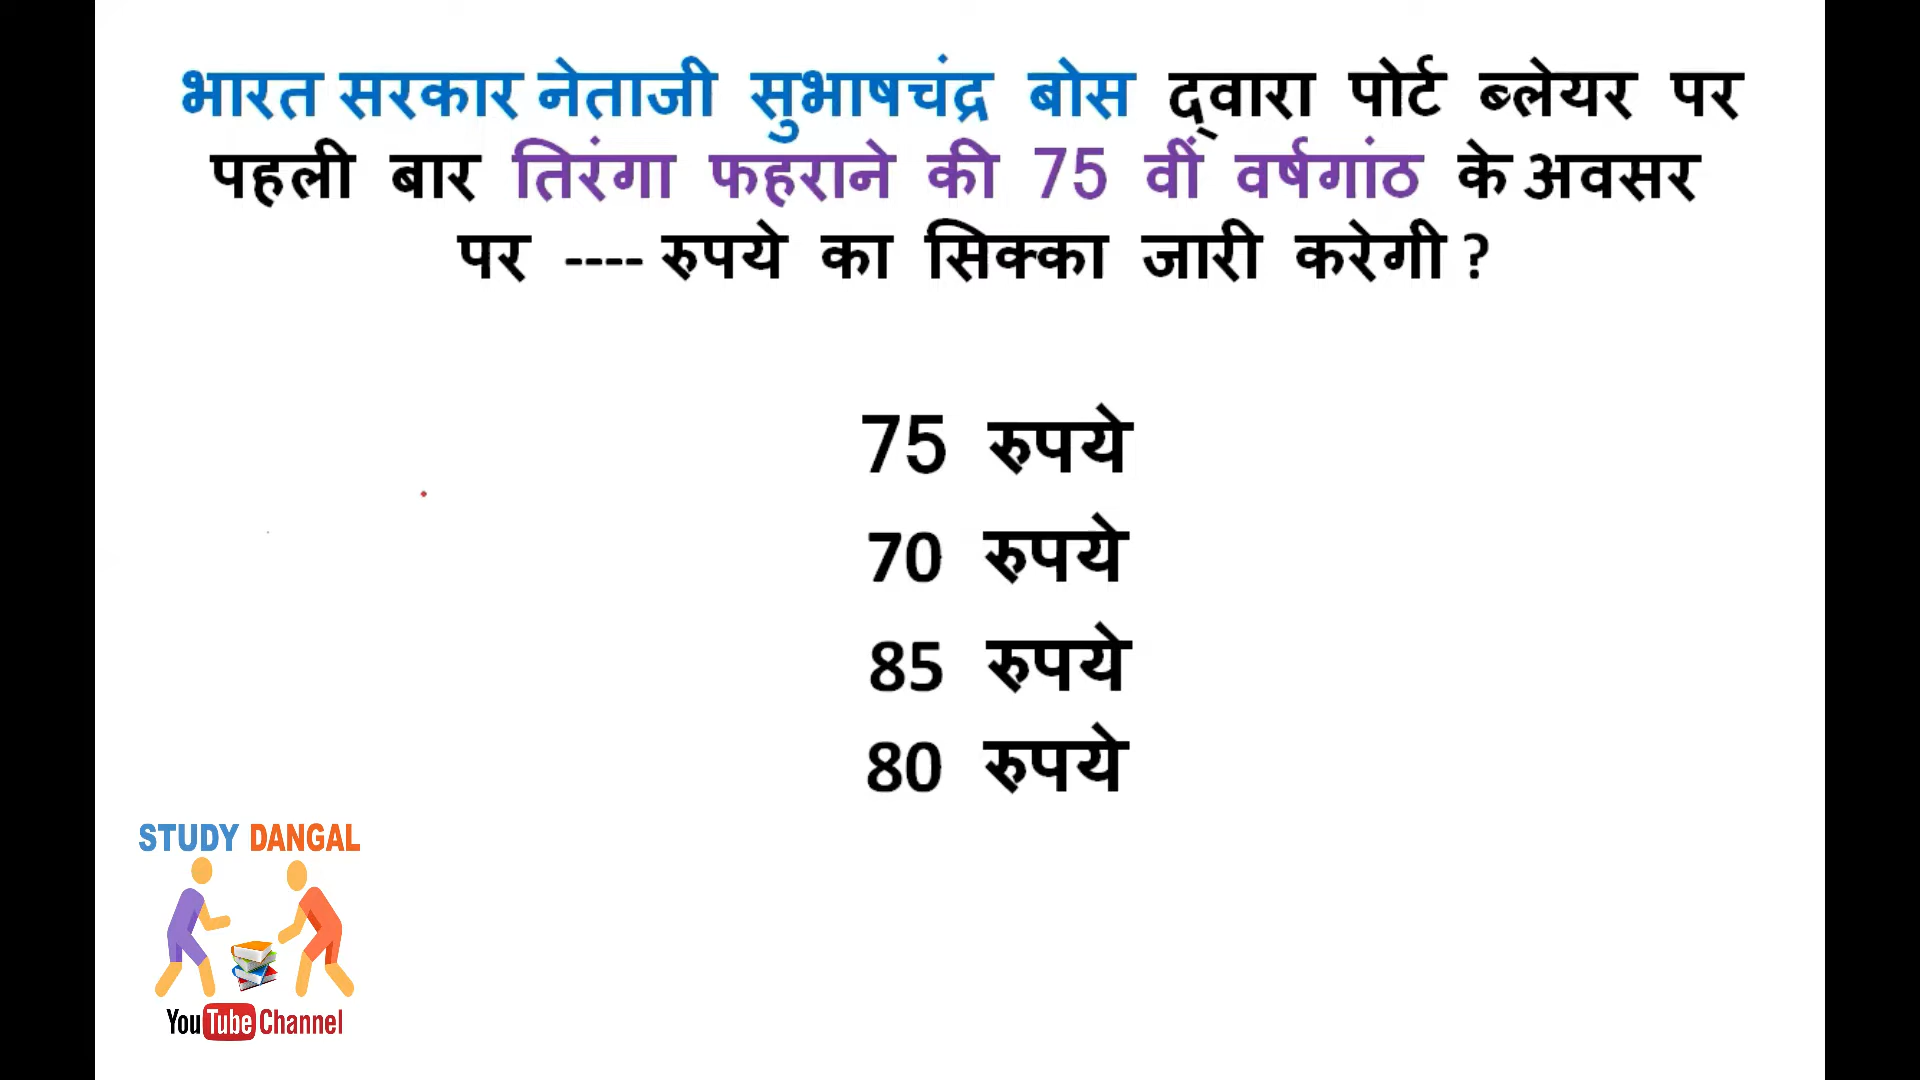 भारत सरकार नेताजी सुभाषचंद्र बोस द्वारा पोर्ट ब्लेयर पर
पहली बार तिरंगा फहराने की 75 वीं वर्षगांठ के अवसर
पर ---- रुपये का सिक्का जारी करेगी ?
75 रुपये
70 रुपये
85 रुपये
80 रुपये
STUDY DANGAL
YouTube Channel